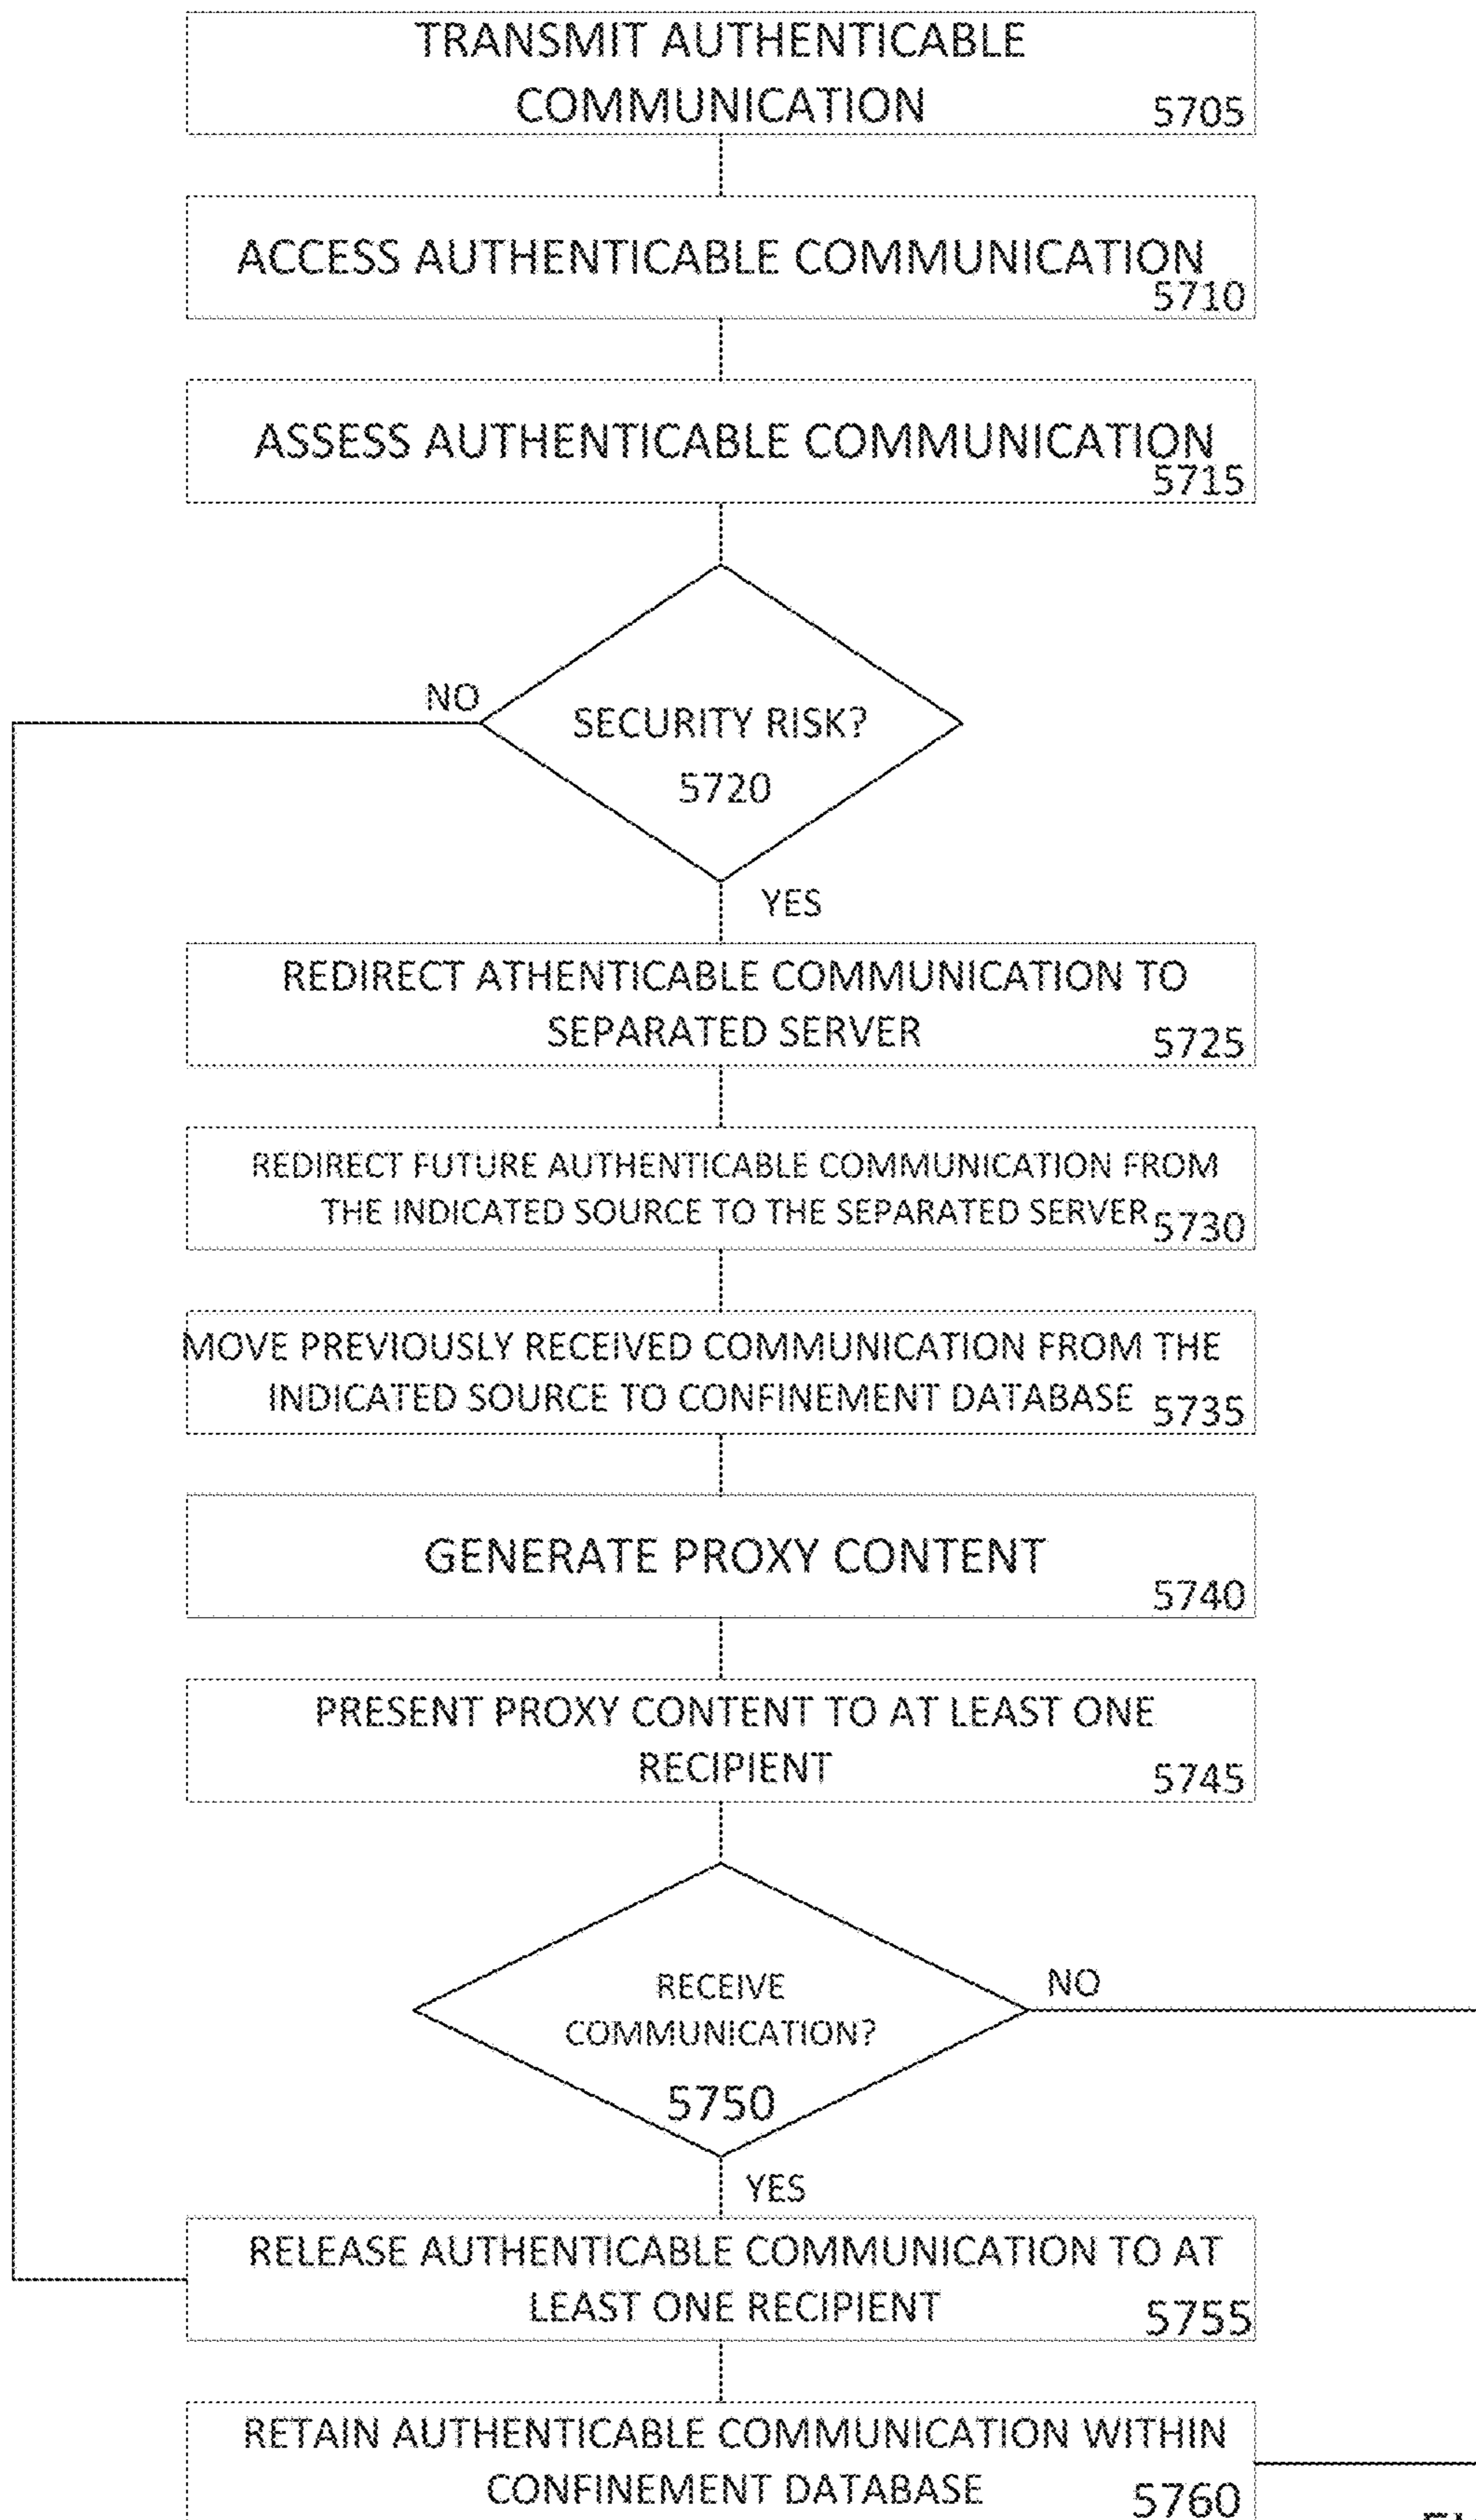 TRANSMIT AUTHENTICABLE
COMMUNICATION
5705
ACCESS AUTHENTICABLE COMMUNICATION
5710
ASSESS AUTHENTICABLE COMMUNICATION
5715
NO
SECURITY RISK?
5720
YES
REDIRECT ATHENTICABLE COMMUNICATION TO
SEPARATED SERVER
5725
REDIRECT FUTURE AUTHENTICABLE COMMUNICATION FROM
THE INDICATED SOURCE TO THE SEPARATED SERVER
5730
MOVE PREVIOUSLY RECEIVED COMMUNICATION FROM THE
INDICATED SOURCE TO CONFINEMENT DATABASE
5735
GENERATE PROXY CONTENT
5740
PRESENT PROXY CONTENT TO AT LEAST ONE
RECIPIENT
5745
NO
RECEIVE
COMMUNICATION?
5750
YES
RELEASE AUTHENTICABLE COMMUNICATION TO AT
LEAST ONE RECIPIENT
5755
RETAIN AUTHENTICABLE COMMUNICATION WITHIN
CONFINEMENT DATABASE
5760